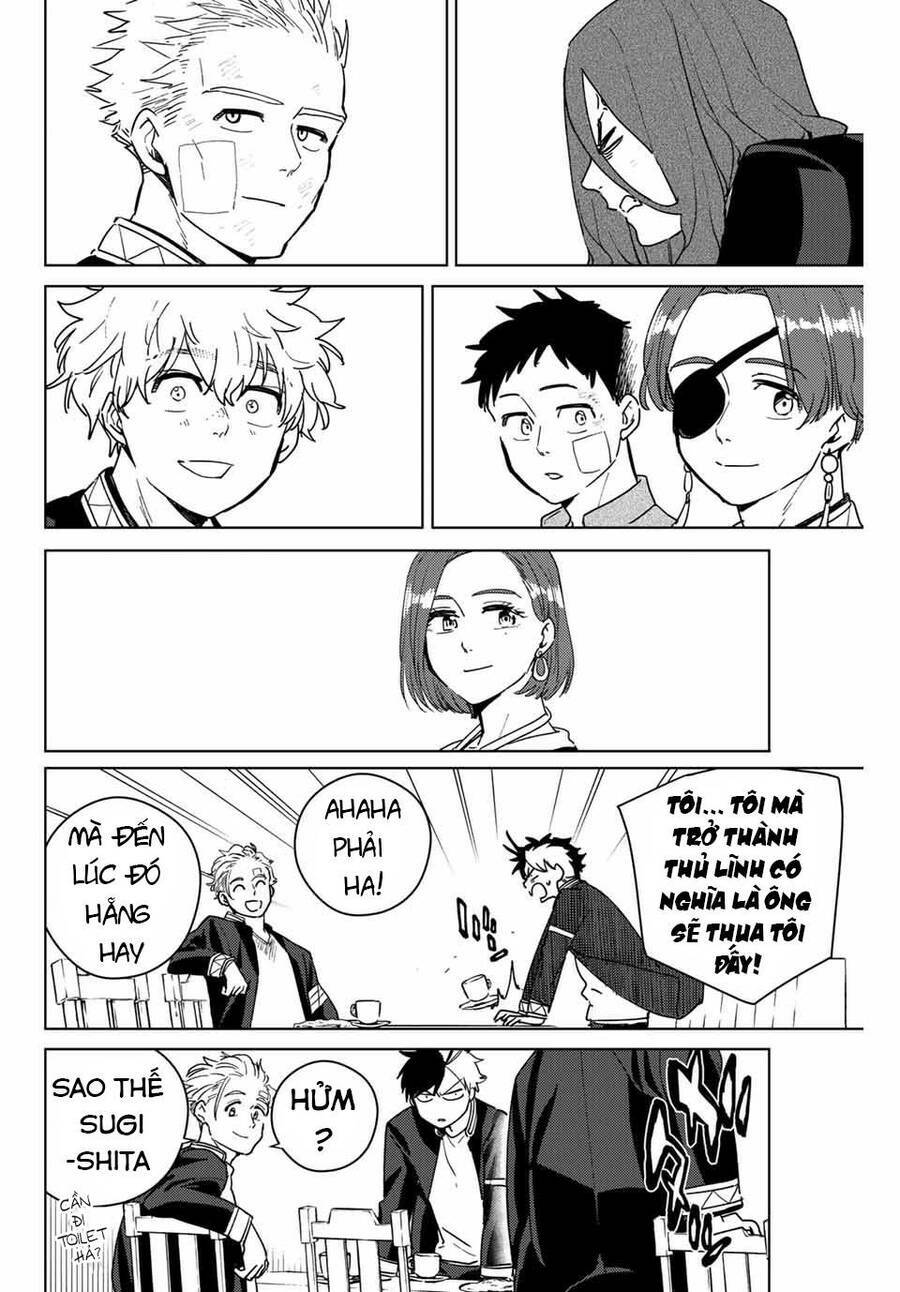 TÔI... TÔI MÀ
TRỞ THÀNH
THỦ LĨNH CÓ
NGHĨA LÀ ÔNG
SẼ THUA TÔI
ĐẤY!
AHAHA
PHẢI
HA!
MÀ ĐẾN
LÚC ĐÓ
HẴNG
HAY
HỬM
?
SAO THẾ
SUGI
-SHITA
CẦN
ĐI
TOILET
HẢ?